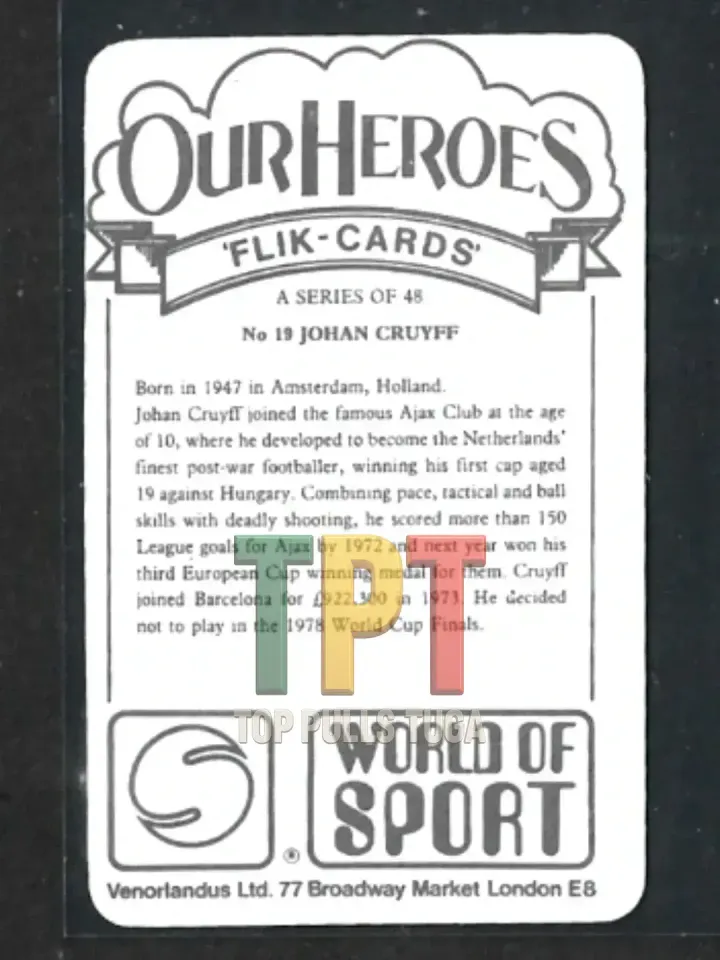 OUR HEROES
'FLIK-CARDS'
A SERIES OF 48
No 19 JOHAN CRUYFF
Born in 1947 in Amsterdam, Holland.
Johan Cruyff joined the famous Ajax Club at the age
of 10, where he developed to become the Netherlands'
finest post-war footballer, winning his first cap aged
19 against Hungary. Combining pace, tactical and ball
skills with deadly shooting, he scored more than 150
League goals for Ajax by 1972 and next year won his
third European Cup winning medal for them. Cruyff
joined Barcelona for £922,300 in 1973. He decided
not to play in the 1978 World Cup Finals.
TPT
TOP PULLS TUGA
WORLD OF
SPORT
®
Venorlandus Ltd. 77 Broadway Market London E8